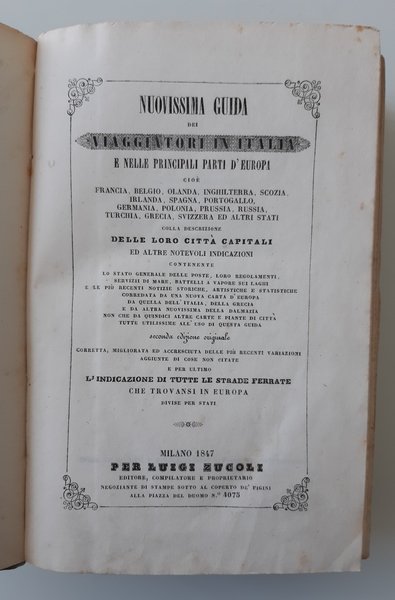 NUOVISSIMA GUIDA
DEI
VIAGGIATORI IN ITALIA
E NELLE PRINCIPALI PARTI D'EUROPA
CIOÈ
FRANCIA, BELGIO, OLANDA, INGHILTERRA, SCOZIA,
IRLANDA, SPAGNA, PORTOGALLO,
GERMANIA, POLONIA, PRUSSIA, RUSSIA,
TURCHIA, GRECIA, SVIZZERA ED ALTRI STATI
COLLA DESCRIZIONE
DELLE LORO CITTÀ CAPITALI
ED ALTRE NOTEVOLI INDICAZIONI
CONTENENTE
LO STATO GENERALE DELLE POSTE, LORO REGOLAMENTI,
SERVIZII DI MARE, BATTELLI A VAPORE SUI LAGHI
E LE PIÙ RECENTI NOTIZIE STORICHE, ARTISTICHE E STATISTICHE
CORREDATA DA UNA NUOVA CARTA D'EUROPA
DA QUELLA DELL'ITALIA, DELLA GRECIA
E DA ALTRA NUOVISSIMA DELLA DALMAZIA
NON CHE DA QUINDICI ALTRE CARTE E PIANTE DI CITTÀ
TUTTE UTILISSIME ALL'USO DI QUESTA GUIDA
seconda edizione originale
CORRETTA, MIGLIORATA ED ACCRESCIUTA DELLE PIÙ RECENTI VARIAZIONI
AGGIUNTE DI COSE NON CITATE
E PER ULTIMO
L'INDICAZIONE DI TUTTE LE STRADE FERRATE
CHE TROVANSI IN EUROPA
DIVISE PER STATI
MILANO 1847
PER LUIGI ZUCOLI
EDITORE, COMPILATORE E PROPRIETARIO
NEGOZIANTE DI STAMPE SOTTO AL COPERTO DE' FIGINI
ALLA PIAZZA DEL DUOMO N.° 4075